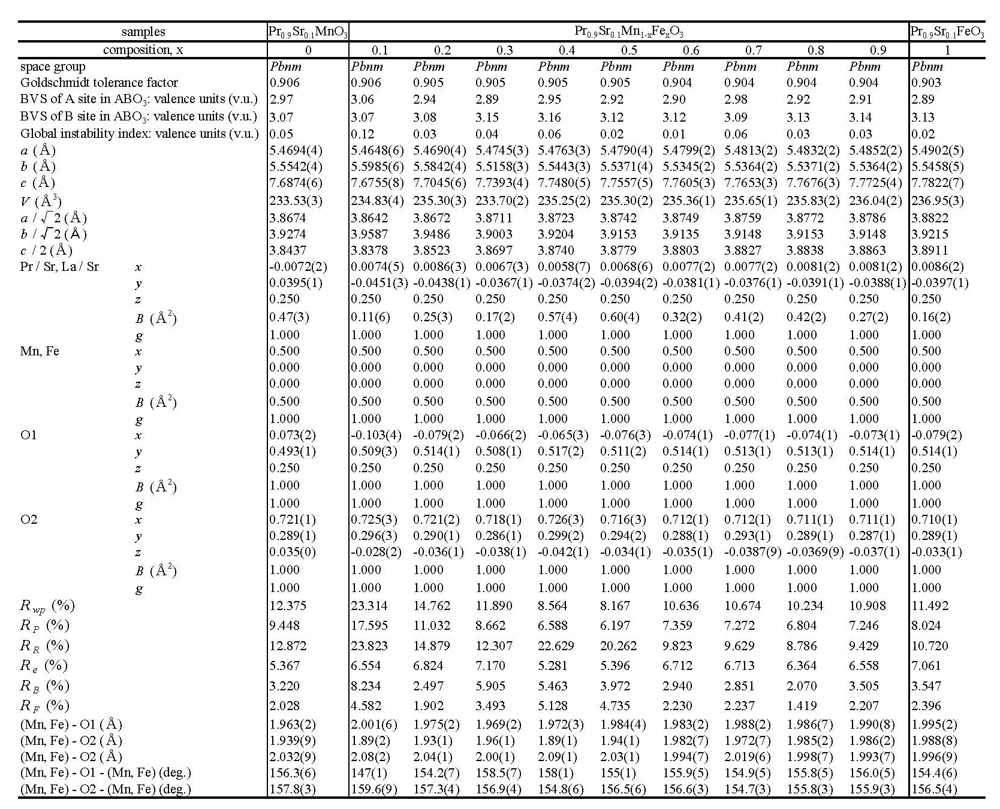 samples Pr0.9Sr0.1MnO3 Pr0.9Sr0.1Mn1-xFexO3 Pr0.9Sr0.1FeO3
composition, x 0 0.1 0.2 0.3 0.4 0.5 0.6 0.7 0.8 0.9 1
space group Pbnm Pbnm Pbnm Pbnm Pbnm Pbnm Pbnm Pbnm Pbnm Pbnm Pbnm
Goldschmidt tolerance factor 0.906 0.906 0.905 0.905 0.905 0.905 0.904 0.904 0.904 0.904 0.903
BVS of A site in ABO3: valence units (v.u.) 2.97 3.06 2.94 2.89 2.95 2.92 2.90 2.98 2.92 2.91 2.89
BVS of B site in ABO3: valence units (v.u.) 3.07 3.07 3.08 3.15 3.16 3.12 3.12 3.09 3.13 3.14 3.13
Global instability index: valence units (v.u.) 0.05 0.12 0.03 0.04 0.06 0.02 0.01 0.06 0.03 0.03 0.02
a (Å) 5.4694(4) 5.4648(6) 5.4690(4) 5.4745(3) 5.4763(3) 5.4790(4) 5.4799(2) 5.4813(2) 5.4832(2) 5.4852(2) 5.4902(5)
b (Å) 5.5542(4) 5.5985(6) 5.5842(4) 5.5158(3) 5.5443(3) 5.5371(4) 5.5345(2) 5.5364(2) 5.5371(2) 5.5364(2) 5.5458(5)
c (Å) 7.6874(6) 7.6755(8) 7.7045(6) 7.7393(4) 7.7480(5) 7.7557(5) 7.7605(3) 7.7653(3) 7.7676(3) 7.7725(4) 7.7822(7)
V (Å3) 233.53(3) 234.83(4) 235.30(3) 233.70(2) 235.25(2) 235.30(2) 235.36(1) 235.65(1) 235.83(2) 236.04(2) 236.95(3)
a / √2 (Å) 3.8674 3.8642 3.8672 3.8711 3.8723 3.8742 3.8749 3.8759 3.8772 3.8786 3.8822
b / √2 (Å) 3.9274 3.9587 3.9486 3.9003 3.9204 3.9153 3.9135 3.9148 3.9153 3.9148 3.9215
c / 2 (Å) 3.8437 3.8378 3.8523 3.8697 3.8740 3.8779 3.8803 3.8827 3.8838 3.8863 3.8911
Pr / Sr, La / Sr x -0.0072(2) 0.0074(5) 0.0086(3) 0.0067(3) 0.0058(7) 0.0068(6) 0.0077(2) 0.0077(2) 0.0081(2) 0.0081(2) 0.0086(2)
y 0.0395(1) -0.0451(3) -0.0438(1) -0.0367(1) -0.0374(2) -0.0394(2) -0.0381(1) -0.0376(1) -0.0391(1) -0.0388(1) -0.0397(1)
z 0.250 0.250 0.250 0.250 0.250 0.250 0.250 0.250 0.250 0.250 0.250
B (Å2) 0.47(3) 0.11(6) 0.25(3) 0.17(2) 0.57(4) 0.60(4) 0.32(2) 0.41(2) 0.42(2) 0.27(2) 0.16(2)
g 1.000 1.000 1.000 1.000 1.000 1.000 1.000 1.000 1.000 1.000 1.000
Mn, Fe x 0.500 0.500 0.500 0.500 0.500 0.500 0.500 0.500 0.500 0.500 0.500
y 0.000 0.000 0.000 0.000 0.000 0.000 0.000 0.000 0.000 0.000 0.000
z 0.000 0.000 0.000 0.000 0.000 0.000 0.000 0.000 0.000 0.000 0.000
B (Å2) 0.500 0.500 0.500 0.500 0.500 0.500 0.500 0.500 0.500 0.500 0.500
g 1.000 1.000 1.000 1.000 1.000 1.000 1.000 1.000 1.000 1.000 1.000
O1 x 0.073(2) -0.103(4) -0.079(2) -0.066(2) -0.065(3) -0.076(3) -0.074(1) -0.077(1) -0.074(1) -0.073(1) -0.079(2)
y 0.493(1) 0.509(3) 0.514(1) 0.508(1) 0.517(2) 0.511(2) 0.514(1) 0.513(1) 0.513(1) 0.514(1) 0.514(1)
z 0.250 0.250 0.250 0.250 0.250 0.250 0.250 0.250 0.250 0.250 0.250
B (Å2) 1.000 1.000 1.000 1.000 1.000 1.000 1.000 1.000 1.000 1.000 1.000
g 1.000 1.000 1.000 1.000 1.000 1.000 1.000 1.000 1.000 1.000 1.000
O2 x 0.721(1) 0.725(3) 0.721(2) 0.718(1) 0.726(3) 0.716(3) 0.712(1) 0.712(1) 0.711(1) 0.711(1) 0.710(1)
y 0.289(1) 0.296(3) 0.290(1) 0.286(1) 0.299(2) 0.294(2) 0.288(1) 0.293(1) 0.289(1) 0.287(1) 0.289(1)
z 0.035(0) -0.028(2) -0.036(1) -0.038(1) -0.042(1) -0.034(1) -0.035(1) -0.0387(9) -0.0369(9) -0.037(1) -0.033(1)
B (Å2) 1.000 1.000 1.000 1.000 1.000 1.000 1.000 1.000 1.000 1.000 1.000
g 1.000 1.000 1.000 1.000 1.000 1.000 1.000 1.000 1.000 1.000 1.000
Rwp (%) 12.375 23.314 14.762 11.890 8.564 8.167 10.636 10.674 10.234 10.908 11.492
RP (%) 9.448 17.595 11.032 8.662 6.588 6.197 7.359 7.272 6.804 7.246 8.024
RR (%) 12.872 23.823 14.879 12.307 22.629 20.262 9.823 9.629 8.786 9.429 10.720
Re (%) 5.367 6.554 6.824 7.170 5.281 5.396 6.712 6.713 6.364 6.558 7.061
RB (%) 3.220 8.234 2.497 5.905 5.463 3.972 2.940 2.851 2.070 3.505 3.547
RF (%) 2.028 4.582 1.902 3.493 5.128 4.735 2.230 2.237 1.419 2.207 2.396
(Mn, Fe) - O1 (Å) 1.963(2) 2.001(6) 1.975(2) 1.969(2) 1.972(3) 1.984(4) 1.983(2) 1.988(2) 1.986(7) 1.990(8) 1.995(2)
(Mn, Fe) - O2 (Å) 1.939(9) 1.89(2) 1.93(1) 1.96(1) 1.89(1) 1.94(1) 1.982(7) 1.972(7) 1.985(2) 1.986(2) 1.988(8)
(Mn, Fe) - O2 (Å) 2.032(9) 2.08(2) 2.04(1) 2.00(1) 2.09(1) 2.03(1) 1.994(7) 2.019(6) 1.998(7) 1.993(7) 1.996(9)
(Mn, Fe) - O1 - (Mn, Fe) (deg.) 156.3(6) 147(1) 154.2(7) 158.5(7) 158(1) 155(1) 155.9(5) 154.9(5) 155.8(5) 156.0(5) 154.4(6)
(Mn, Fe) - O2 - (Mn, Fe) (deg.) 157.8(3) 159.6(9) 157.3(4) 156.9(4) 154.8(6) 156.5(6) 156.6(3) 154.7(3) 155.8(3) 155.9(3) 156.5(4)